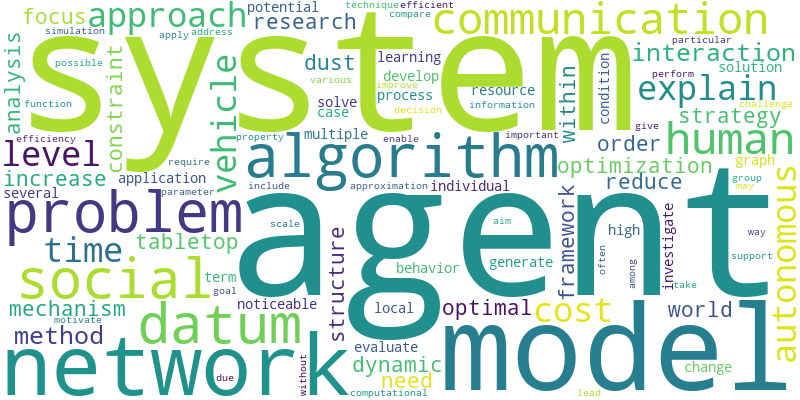 focus
approach
potential
research
technique
efficient
compare
communication
simulation
apply
address
system
analysis
possible
constraint
function
various
vehicle
dust
learning
develop
process
improve
solve
case
decision
resource
information
within
condition
interaction
particular
perform
solution
explain
challenge
strategy
give
human
efficiency
level
property
multiple
enable
important
order
algorithm
optimization
graph
increase
application
require
several
parameter
include
approximation
individual
reduce
group
may
autonomous
problem
agent
scale
aim
framework
high
investigate
support
way
time
tabletop
structure
behavior
generate
often
among
take
social
term
goal
mechanism
noticeable
local
optimal
cost
world
motivate
method
datum
evaluate
dynamic
model
change
network
due
without
need
computational
lead